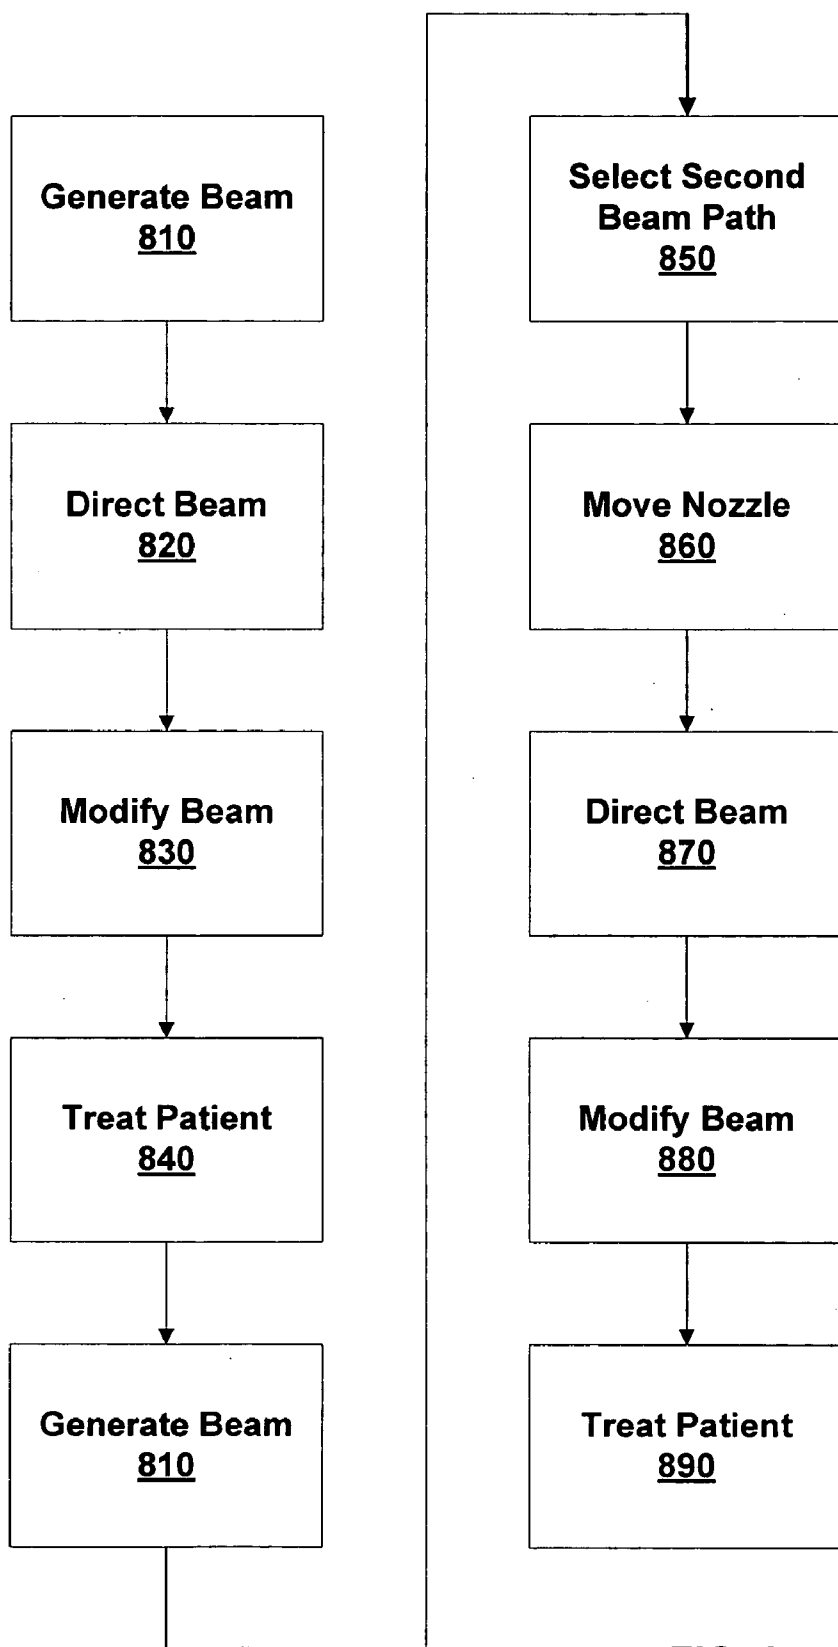 Generate Beam
810
Direct Beam
820
Modify Beam
830
Treat Patient
840
Generate Beam
810
Select Second
Beam Path
850
Move Nozzle
860
Direct Beam
870
Modify Beam
880
Treat Patient
890